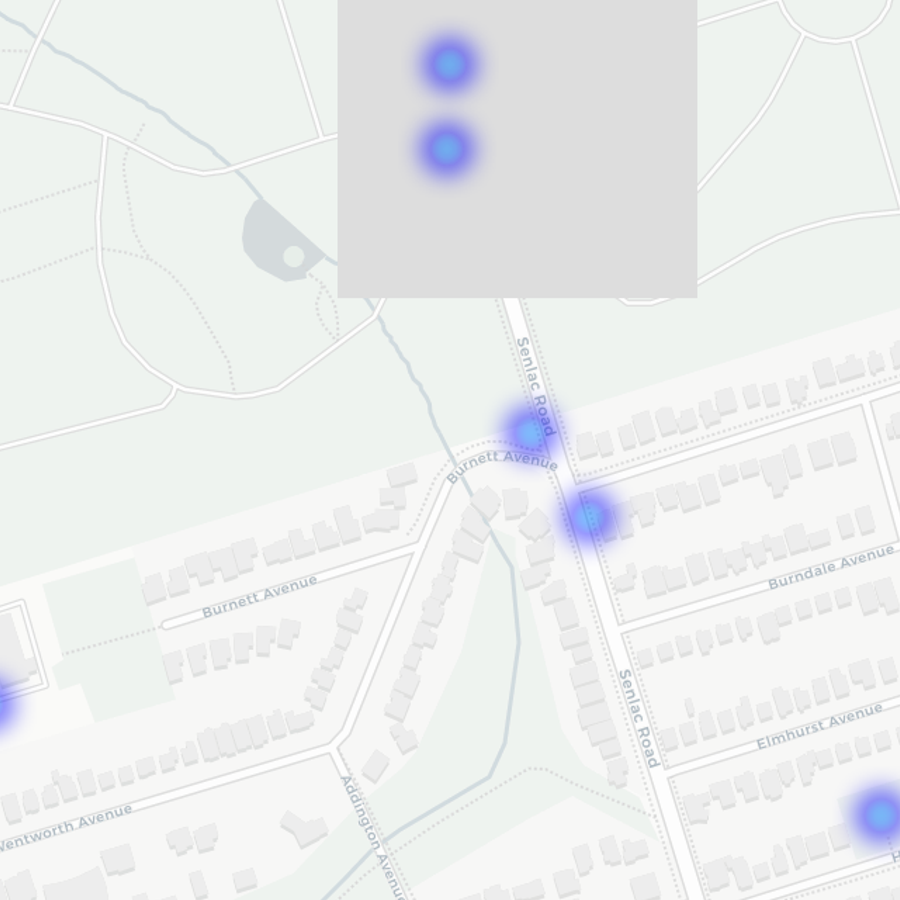 Senlac Road
Burnett Avenue
Burnett Avenue
Burndale Avenue
Senlac Road
Elmhurst Avenue
Wentworth Avenue
Addington Avenue